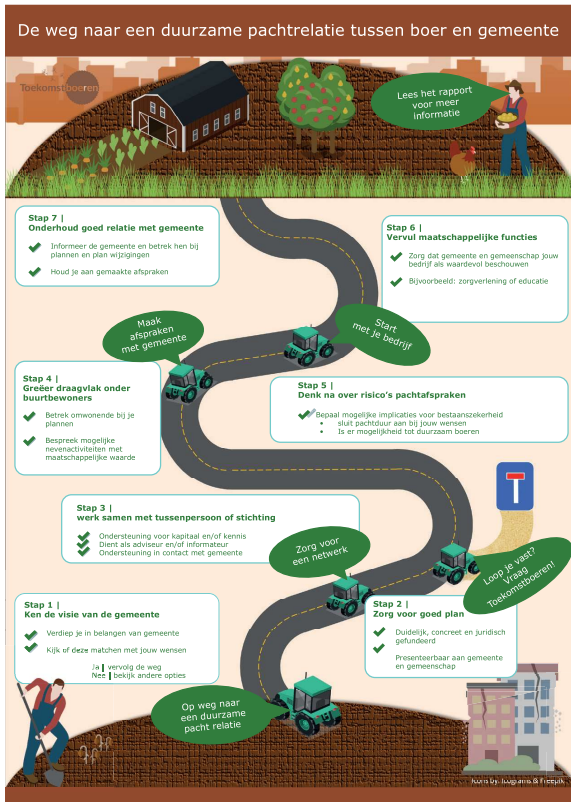 De weg naar een duurzame pachtrelatie tussen boer en gemeente
Toekomstboeren
Lees het rapport
voor meer
informatie
Stap 7 |
Onderhoud goed relatie met gemeente
Informeer de gemeente en betrek hen bij
plannen en plan wijzigingen
Houd je aan gemaakte afspraken
Stap 6 |
Vervul maatschappelijke functies
Zorg dat gemeente en gemeenschap jouw
bedrijf als waardevol beschouwen
Bijvoorbeeld: zorgverlening of educatie
Maak
afspraken
met gemeente
Start
met je bedrijf
Stap 4 |
Greëer draagvlak onder
buurtbewoners
Betrek omwonende bij je
plannen
Bespreek mogelijke
nevenactiviteiten met
maatschappelijke waarde
Stap 5 |
Denk na over risico's pachtafspraken
Bepaal mogelijke implicaties voor bestaanszekerheid
• sluit pachtduur aan bij jouw wensen
• Is er mogelijkheid tot duurzaam boeren
Stap 3 |
werk samen met tussenpersoon of stichting
Ondersteuning voor kapitaal en/of kennis
Dient als adviseur en/of informateur
Ondersteuning in contact met gemeente
Zorg voor
een netwerk
Loop je vast?
Vraag
Toekomstboeren!
Stap 1 |
Ken de visie van de gemeente
Verdiep je in belangen van gemeente
Kijk of deze matchen met jouw wensen
Ja | vervolg de weg
Nee | bekijk andere opties
Stap 2 |
Zorg voor goed plan
Duidelijk, concreet en juridisch
gefundeerd
Presenteerbaar aan gemeente
en gemeenschap
Op weg naar
een duurzame
pacht relatie
Icons by: Icograms & Freepik